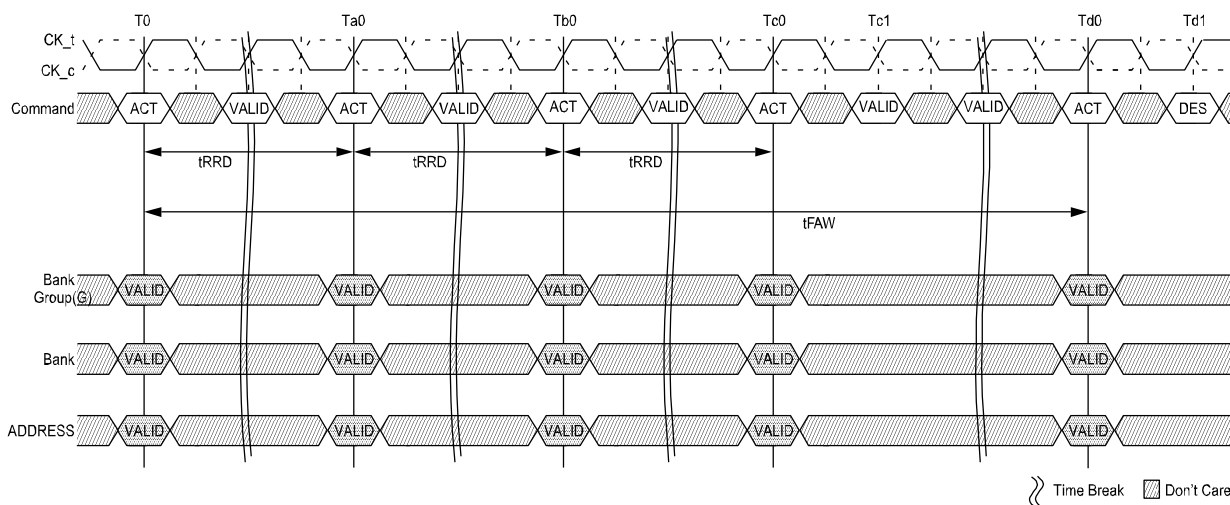 T0 Ta0 Tb0 Tc0 Tc1 Td0 Td1
CK_t
CK_c
Command ACT VALID ACT VALID ACT VALID ACT VALID VALID ACT DES
tRRD tRRD tRRD
tFAW
Bank
Group(G) VALID VALID VALID VALID VALID
Bank VALID VALID VALID VALID VALID
ADDRESS VALID VALID VALID VALID VALID
Time Break Don't Care